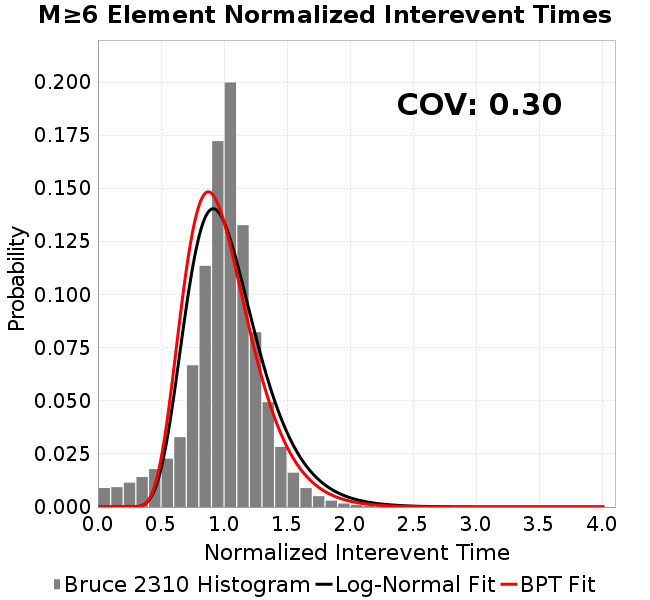 M≥6 Element Normalized Interevent Times
COV: 0.30
Probability
0.200
0.175
0.150
0.125
0.100
0.075
0.050
0.025
0.000
0.0 0.5 1.0 1.5 2.0 2.5 3.0 3.5 4.0
Normalized Interevent Time
Bruce 2310 Histogram Log-Normal Fit BPT Fit